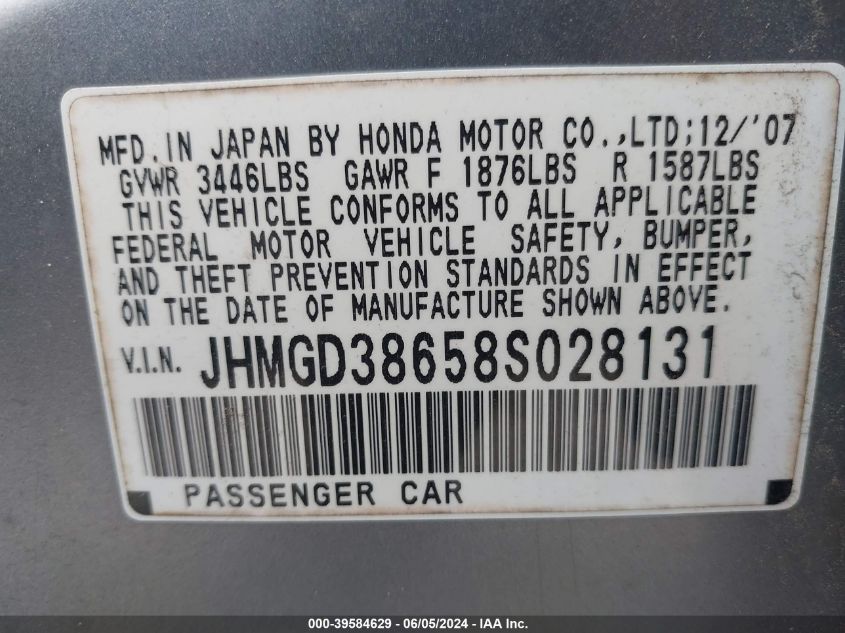 MFD. IN JAPAN BY HONDA MOTOR CO.,LTD;12/'07
GVWR 3446LBS GAWR F 1876LBS R 1587LBS
THIS VEHICLE CONFORMS TO ALL APPLICABLE
FEDERAL MOTOR VEHICLE SAFETY, BUMPER,
AND THEFT PREVENTION STANDARDS IN EFFECT
ON THE DATE OF MANUFACTURE SHOWN ABOVE.
V.I.N. JHMGD38658S028131
PASSENGER CAR
000-39584629 - 06/05/2024 - IAA Inc.